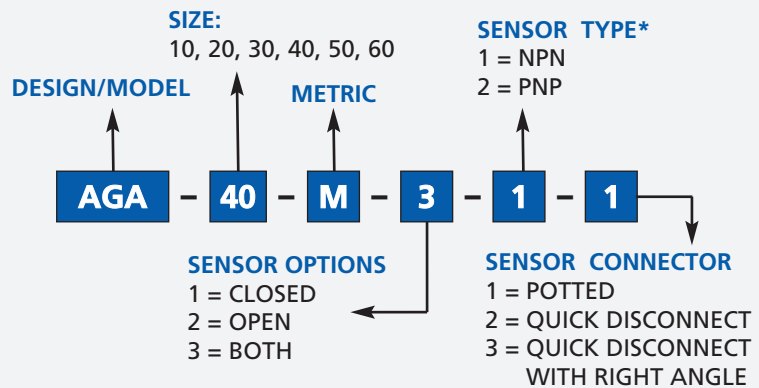 SIZE:
10, 20, 30, 40, 50, 60
SENSOR TYPE*
1 = NPN
2 = PNP
DESIGN/MODEL
METRIC
AGA - 40 - M - 3 - 1 - 1
SENSOR OPTIONS
1 = CLOSED
2 = OPEN
3 = BOTH
SENSOR CONNECTOR
1 = POTTED
2 = QUICK DISCONNECT
3 = QUICK DISCONNECT
WITH RIGHT ANGLE